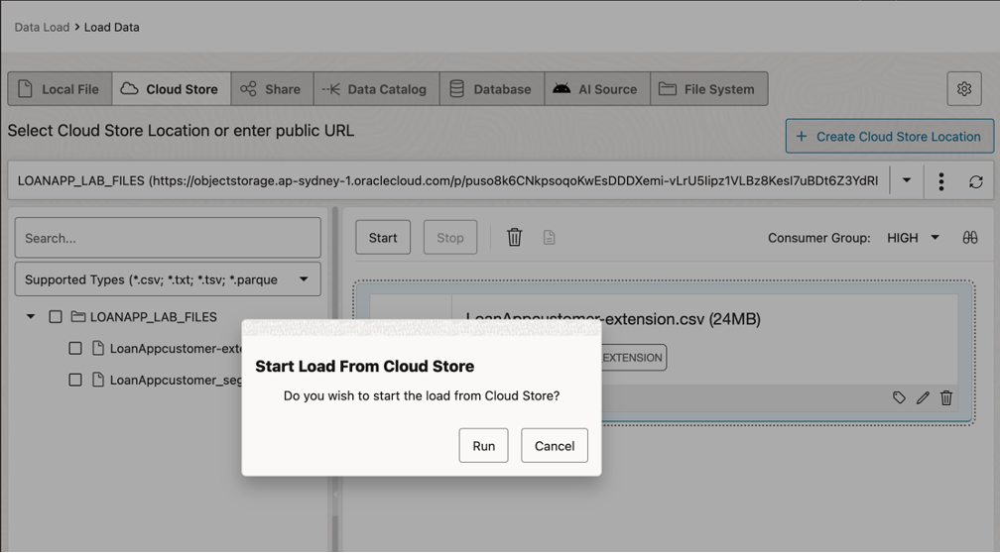 Data Load > Load Data
Local File
Cloud Store
Share
Data Catalog
Database
AI Source
File System
Select Cloud Store Location or enter public URL
+ Create Cloud Store Location
LOANAPP_LAB_FILES (https://objectstorage.ap-sydney-1.oraclecloud.com/p/puso8k6CNkpsoqoKwEsDDDXemi-vLrU5Iipz1VLBz8KesI7uBDt6Z3YdRl
Search...
Supported Types (*.csv; *.txt; *.tsv; *.parque
LOANAPP_LAB_FILES
LoanAppcustomer-exte
LoanAppcustomer_seg
Start
Stop
Consumer Group: HIGH
LoanAppcustomer-extension.csv (24MB)
EXTENSION
Start Load From Cloud Store
Do you wish to start the load from Cloud Store?
Run
Cancel